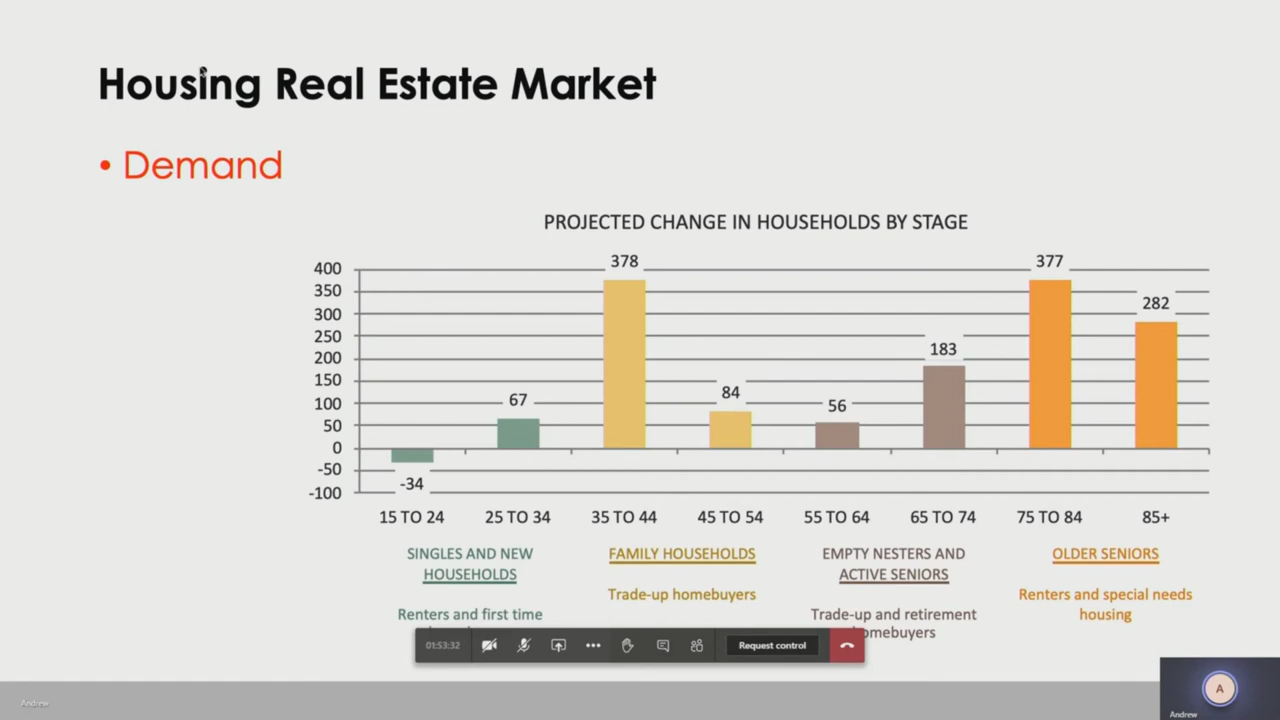 Housing Real Estate Market
• Demand
PROJECTED CHANGE IN HOUSEHOLDS BY STAGE
400
350
300
250
200
150
100
50
0
-50
-100
-34
67
378
84
56
183
377
282
15 TO 24
25 TO 34
35 TO 44
45 TO 54
55 TO 64
65 TO 74
75 TO 84
85+
SINGLES AND NEW
HOUSEHOLDS
Renters and first time
FAMILY HOUSEHOLDS
Trade-up homebuyers
EMPTY NESTERS AND
ACTIVE SENIORS
Trade-up and retirement
omebuyers
OLDER SENIORS
Renters and special needs
housing
01:53:32
Request control
Andrew
A
Andrew